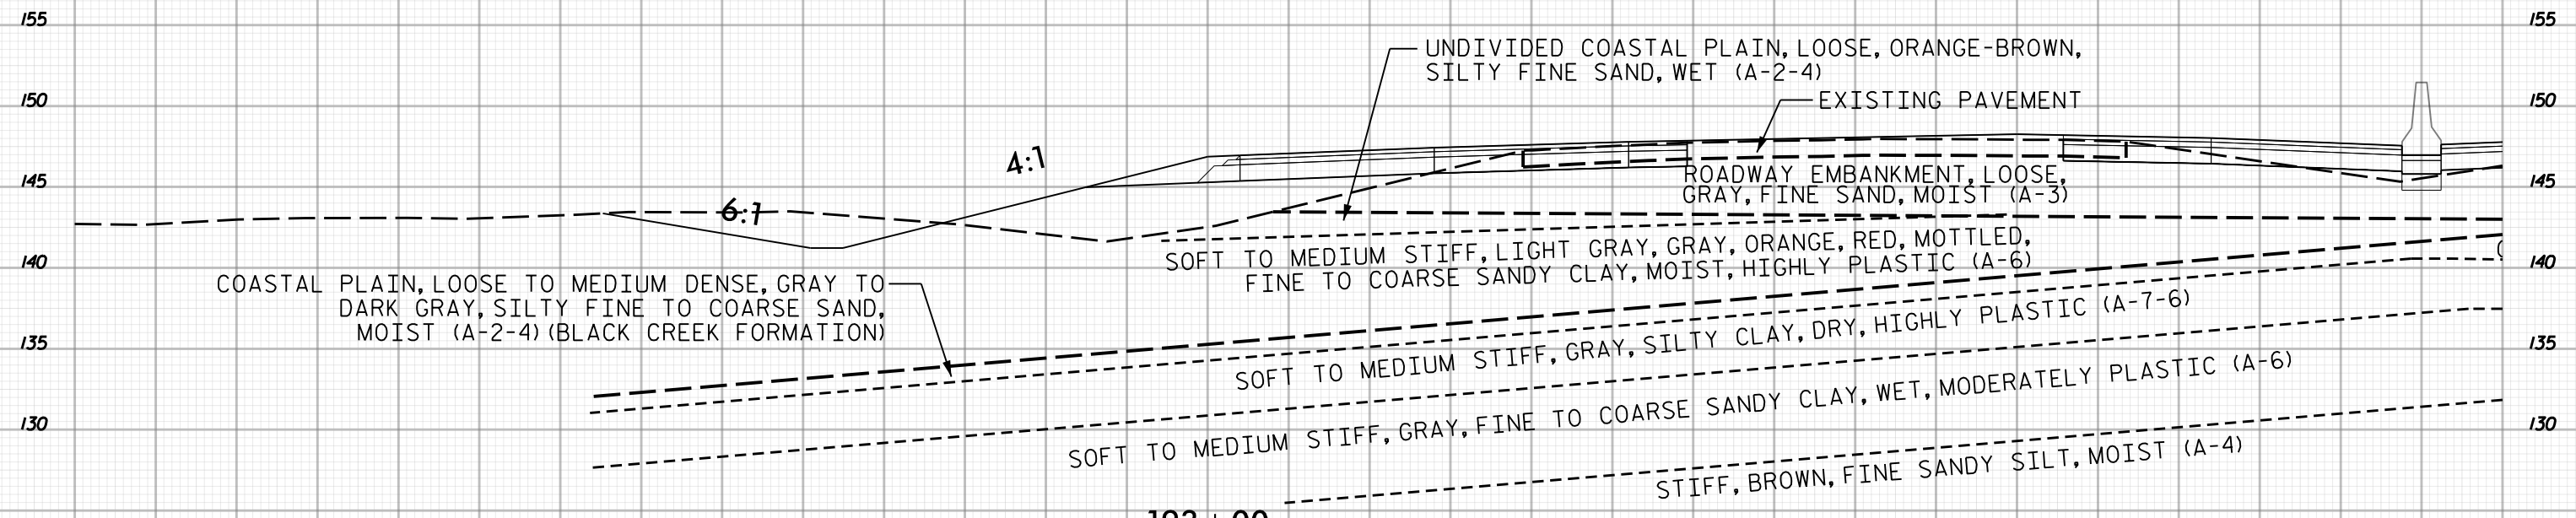 155 155
UNDIVIDED COASTAL PLAIN, LOOSE, ORANGE-BROWN,
SILTY FINE SAND, WET (A-2-4)
150 EXISTING PAVEMENT 150
4:1
145 ROADWAY EMBANKMENT, LOOSE, 145
GRAY, FINE SAND, MOIST (A-3)
6:1
SOFT TO MEDIUM STIFF, LIGHT GRAY, GRAY, ORANGE, RED, MOTTLED,
FINE TO COARSE SANDY CLAY, MOIST, HIGHLY PLASTIC (A-6)
140 140
COASTAL PLAIN, LOOSE TO MEDIUM DENSE, GRAY TO
DARK GRAY, SILTY FINE TO COARSE SAND,
MOIST (A-2-4) (BLACK CREEK FORMATION)
135 135
SOFT TO MEDIUM STIFF, GRAY, SILTY CLAY, DRY, HIGHLY PLASTIC (A-7-6)
SOFT TO MEDIUM STIFF, GRAY, FINE TO COARSE SANDY CLAY, WET, MODERATELY PLASTIC (A-6)
130 130
STIFF, BROWN, FINE SANDY SILT, MOIST (A-4)